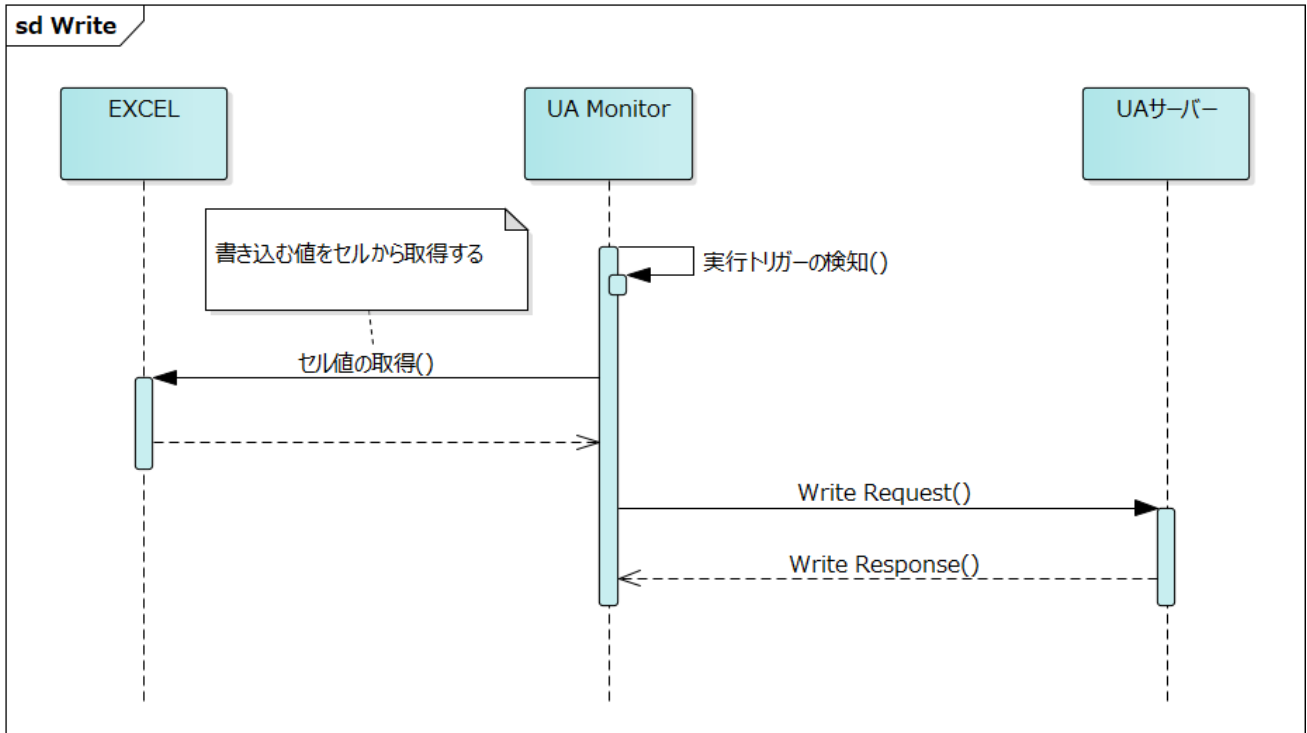 sd Write
EXCEL
UA Monitor
UAサーバー
書き込む値をセルから取得する
実行トリガーの検知()
セル値の取得()
Write Request()
Write Response()